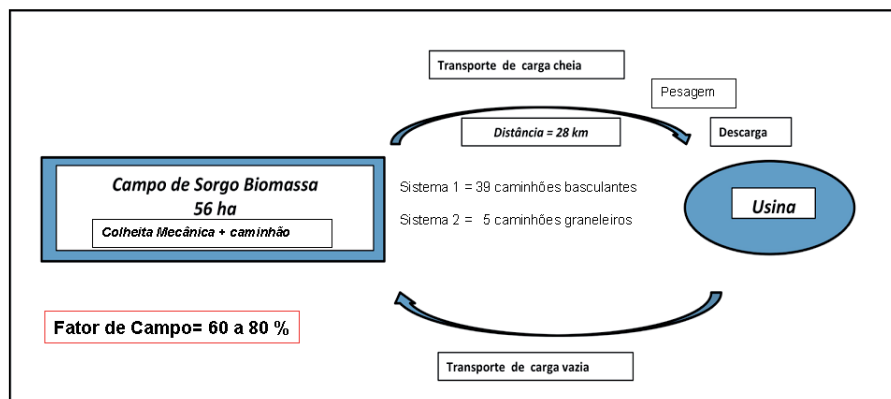 Transporte de carga cheia
Pesagem
Distância = 28 km
Descarga
Campo de Sorgo Biomassa
56 ha
Colheita Mecânica + caminhão
Sistema 1 = 39 caminhões basculantes
Sistema 2 = 5 caminhões graneleiros
Usina
Fator de Campo= 60 a 80 %
Transporte de carga vazia